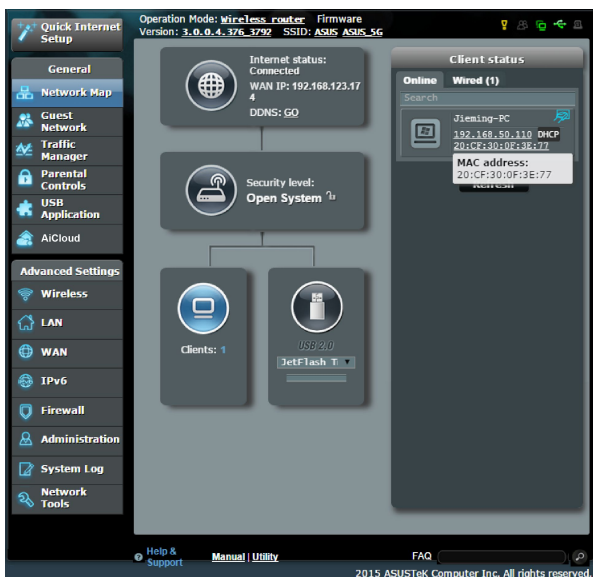 Quick Internet
Setup
Operation Mode: Wireless router Firmware
Version: 3.0.0.4.376_3792 SSID: ASUS ASUS_5G
General
Network Map
Guest
Network
Traffic
Manager
Parental
Controls
USB
Application
AiCloud
Advanced Settings
Wireless
LAN
WAN
IPv6
Firewall
Administration
System Log
Network
Tools
Internet status:
Connected
WAN IP: 192.168.123.17
4
DDNS: GO
Security level:
Open System
Clients: 1
USB 2.0
JetFlash T
Client status
Online Wired (1)
Search
Jieming-PC
192.168.50.110 DHCP
20:CF:30:0F:3E:77
MAC address:
20:CF:30:0F:3E:77
Refresh
Help &
Support
Manual | Utility
FAQ
2015 ASUSTeK Computer Inc. All rights reserved.